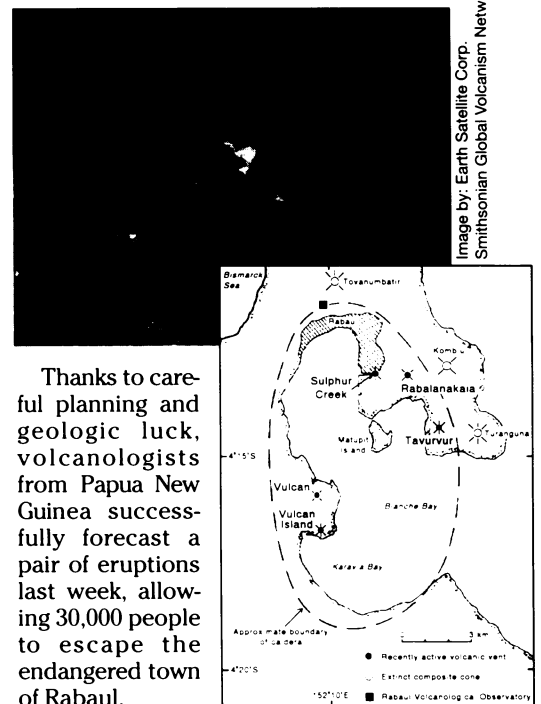 Image by: Earth Satellite Corp.
Smithsonian Global Volcanism Netw
Bismarck
Sea
Tovanumbatir
Rabau
Kombiu
Sulphur
Creek
Rabalanakaia
Matupit
Island
Tavurvur
Turanguna
4°15'S
Vulcan
Vulcan
Island
Blanche Bay
Karavia Bay
Approximate boundary
of caldera
3 km
Recently active volcanic vent
4°20'S
Extinct composite cone
152°10'E
Rabaul Volcanological Observatory
Thanks to care-
ful planning and
geologic luck,
volcanologists
from Papua New
Guinea success-
fully forecast a
pair of eruptions
last week, allow-
ing 30,000 people
to escape the
endangered town
of Rabaul.